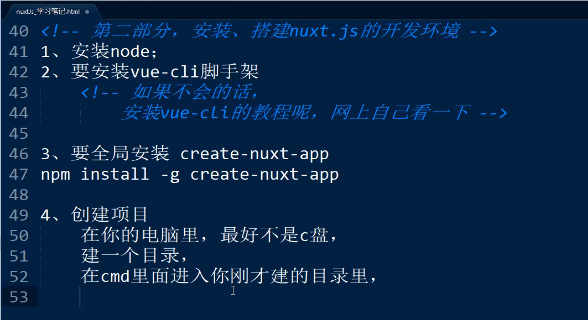 nuxtJs_学习笔记.html
40 <!-- 第二部分，安装、搭建nuxt.js的开发环境 -->
41 1、安装node;
42 2、要安装vue-cli脚手架
43 <!-- 如果不会的话,
44 安装vue-cli的教程呢，网上自己看一下 -->
45
46 3、要全局安装 create-nuxt-app
47 npm install -g create-nuxt-app
48
49 4、创建项目
50 在你的电脑里，最好不是c盘，
51 建一个目录，
52 在cmd里面进入你刚才建的目录里，
53